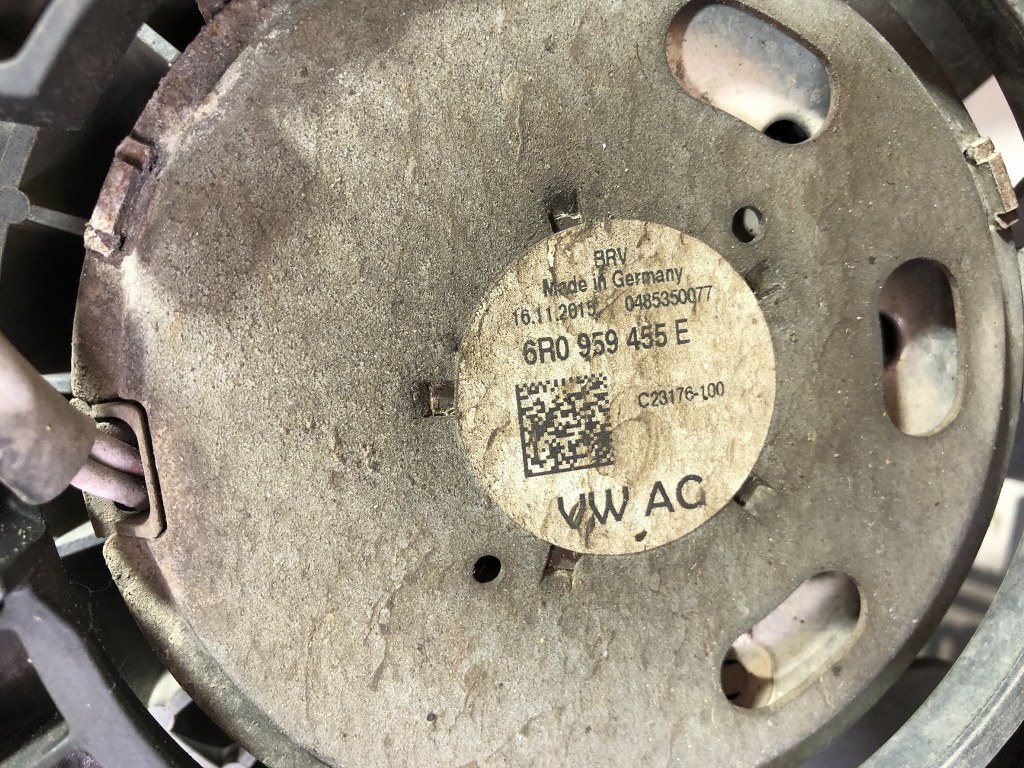 BRV
Made in Germany
16.11.2015 0485350077
6R0 959 455 E
C23176-100
VW AG